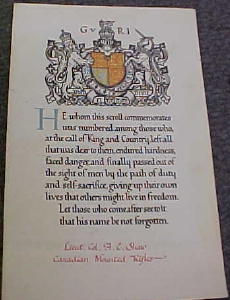 G V R I
HE whom this scroll commemorates
was numbered among those who,
at the call of King and Country, left all
that was dear to them, endured hardness,
faced danger, and finally passed out of
the sight of men by the path of duty
and self-sacrifice, giving up their own
lives that others might live in freedom.
Let those who come after see to it
that his name be not forgotten.
Lieut. Col. A. C. Shaw
Canadian Mounted Rifles